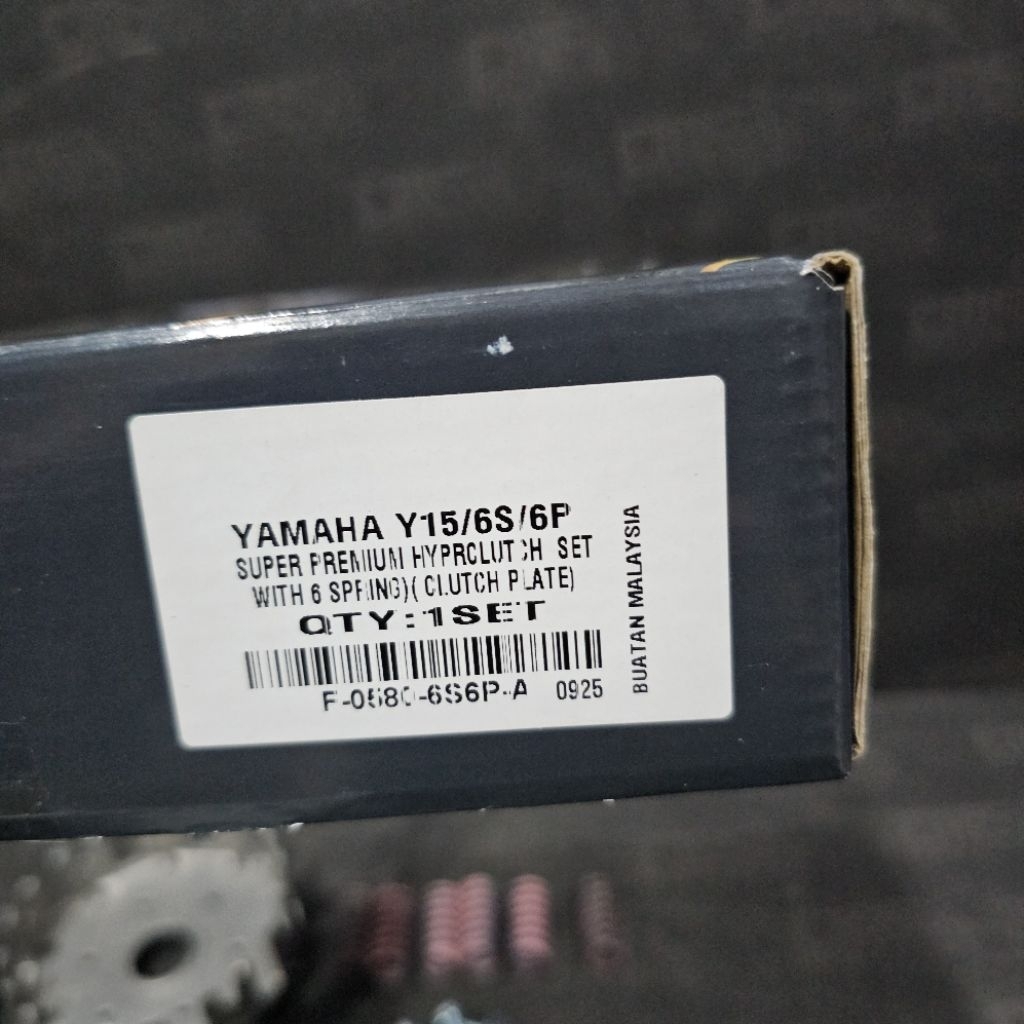 YAMAHA Y15/6S/6P
SUPER PREMIUM HYPRCLUTCH SET
WITH 6 SPRING)( CLUTCH PLATE)
QTY:1SET
F-0580-6S6P-A 0925
BUATAN MALAYSIA